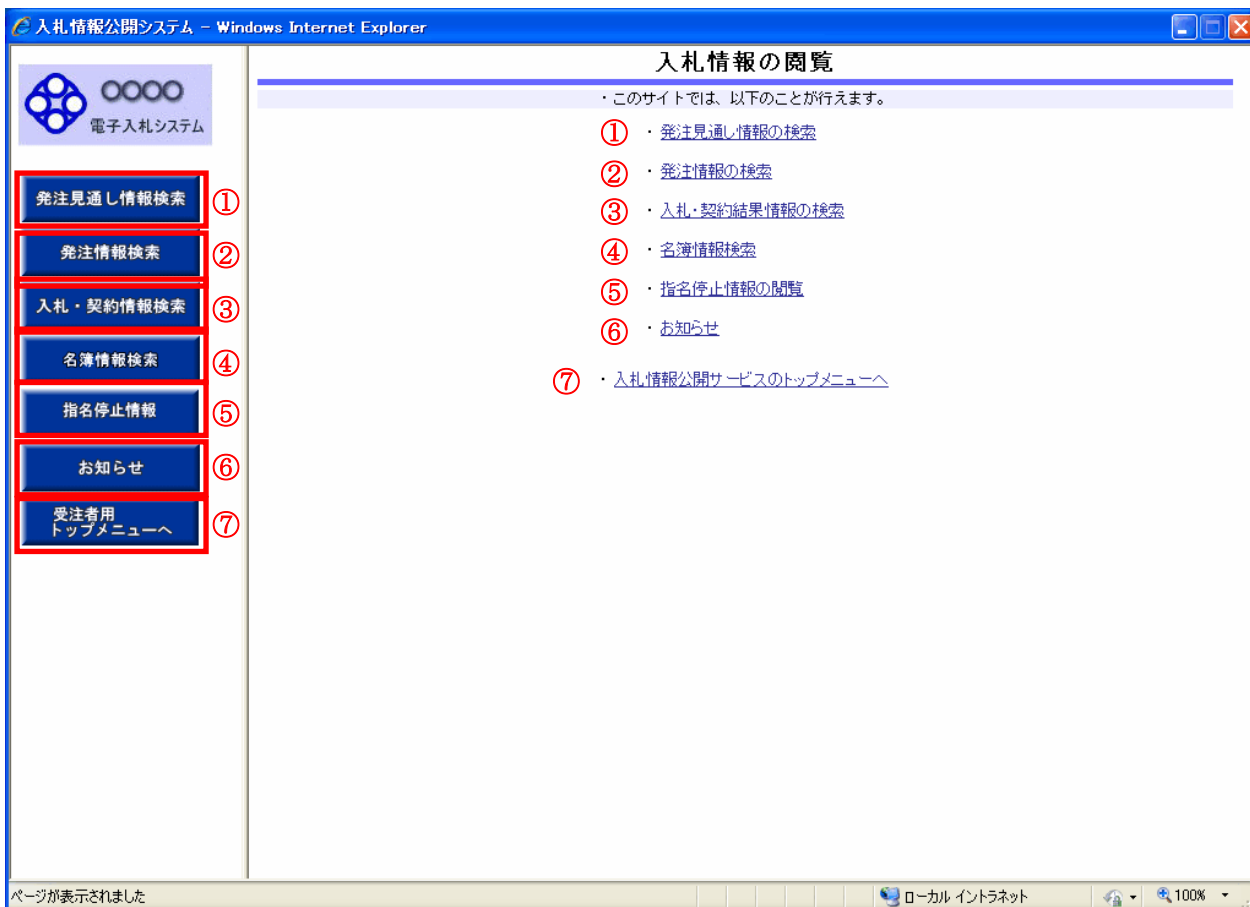 入札情報公開システム - Windows Internet Explorer
〇〇〇〇
電子入札システム
発注見通し情報検索 ①
発注情報検索 ②
入札・契約情報検索 ③
名簿情報検索 ④
指名停止情報 ⑤
お知らせ ⑥
受注者用
トップメニューへ ⑦
入札情報の閲覧
・このサイトでは、以下のことが行えます。
① ・発注見通し情報の検索
② ・発注情報の検索
③ ・入札・契約結果情報の検索
④ ・名簿情報検索
⑤ ・指名停止情報の閲覧
⑥ ・お知らせ
⑦ ・入札情報公開サービスのトップメニューへ
ページが表示されました
ローカル イントラネット
100%